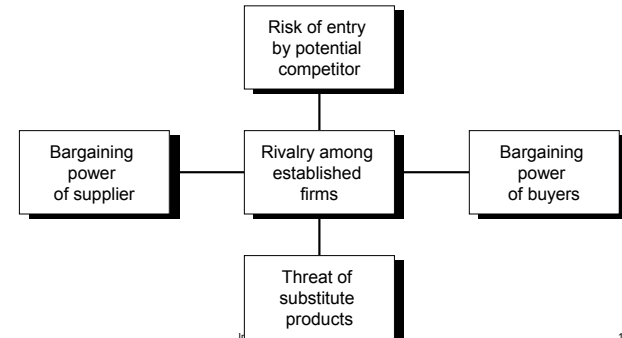 Risk of entry
by potential
competitor
Bargaining
power
of supplier
Rivalry among
established
firms
Bargaining
power
of buyers
Threat of
substitute
products
1